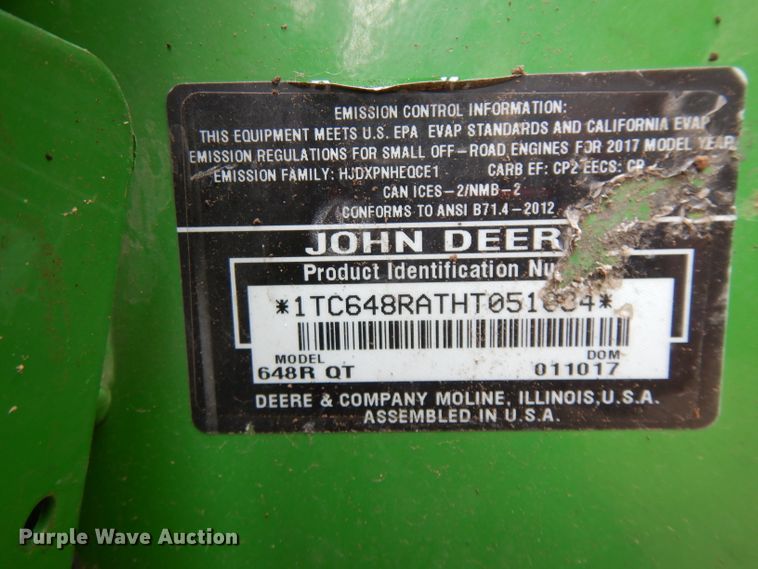 EMISSION CONTROL INFORMATION:
THIS EQUIPMENT MEETS U.S. EPA EVAP STANDARDS AND CALIFORNIA EVAP
EMISSION REGULATIONS FOR SMALL OFF-ROAD ENGINES FOR 2017 MODEL YEAR
EMISSION FAMILY: HJDXPNHEQCE1 CARB EF: CP2 EECS: CP
CAN ICES-2/NMB-2
CONFORMS TO ANSI B71.4-2012
JOHN DEER
Product Identification Nu
MODEL
648R QT
DOM
011017
DEERE & COMPANY MOLINE, ILLINOIS, U.S.A.
ASSEMBLED IN U.S.A.
Purple Wave Auction